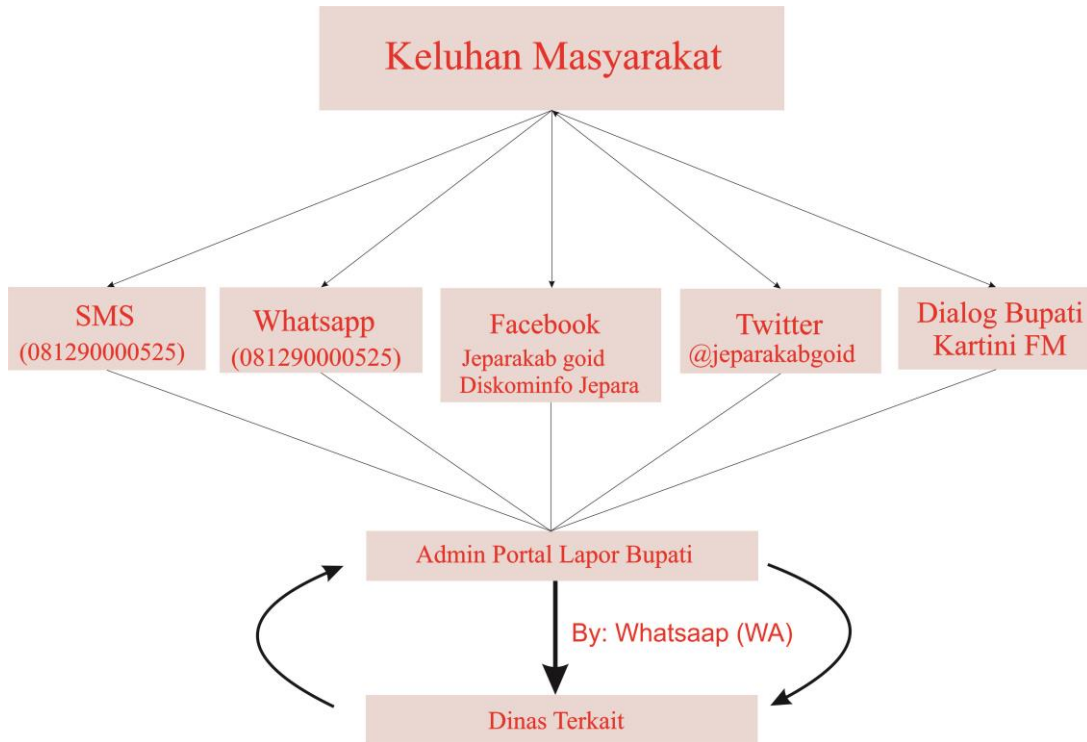 Keluhan Masyarakat
SMS
(081290000525)
Whatsapp
(081290000525)
Facebook
Jeparakab goid
Diskominfo Jepara
Twitter
@jeparakabgoid
Dialog Bupati
Kartini FM
Admin Portal Lapor Bupati
By: Whatsaap (WA)
Dinas Terkait